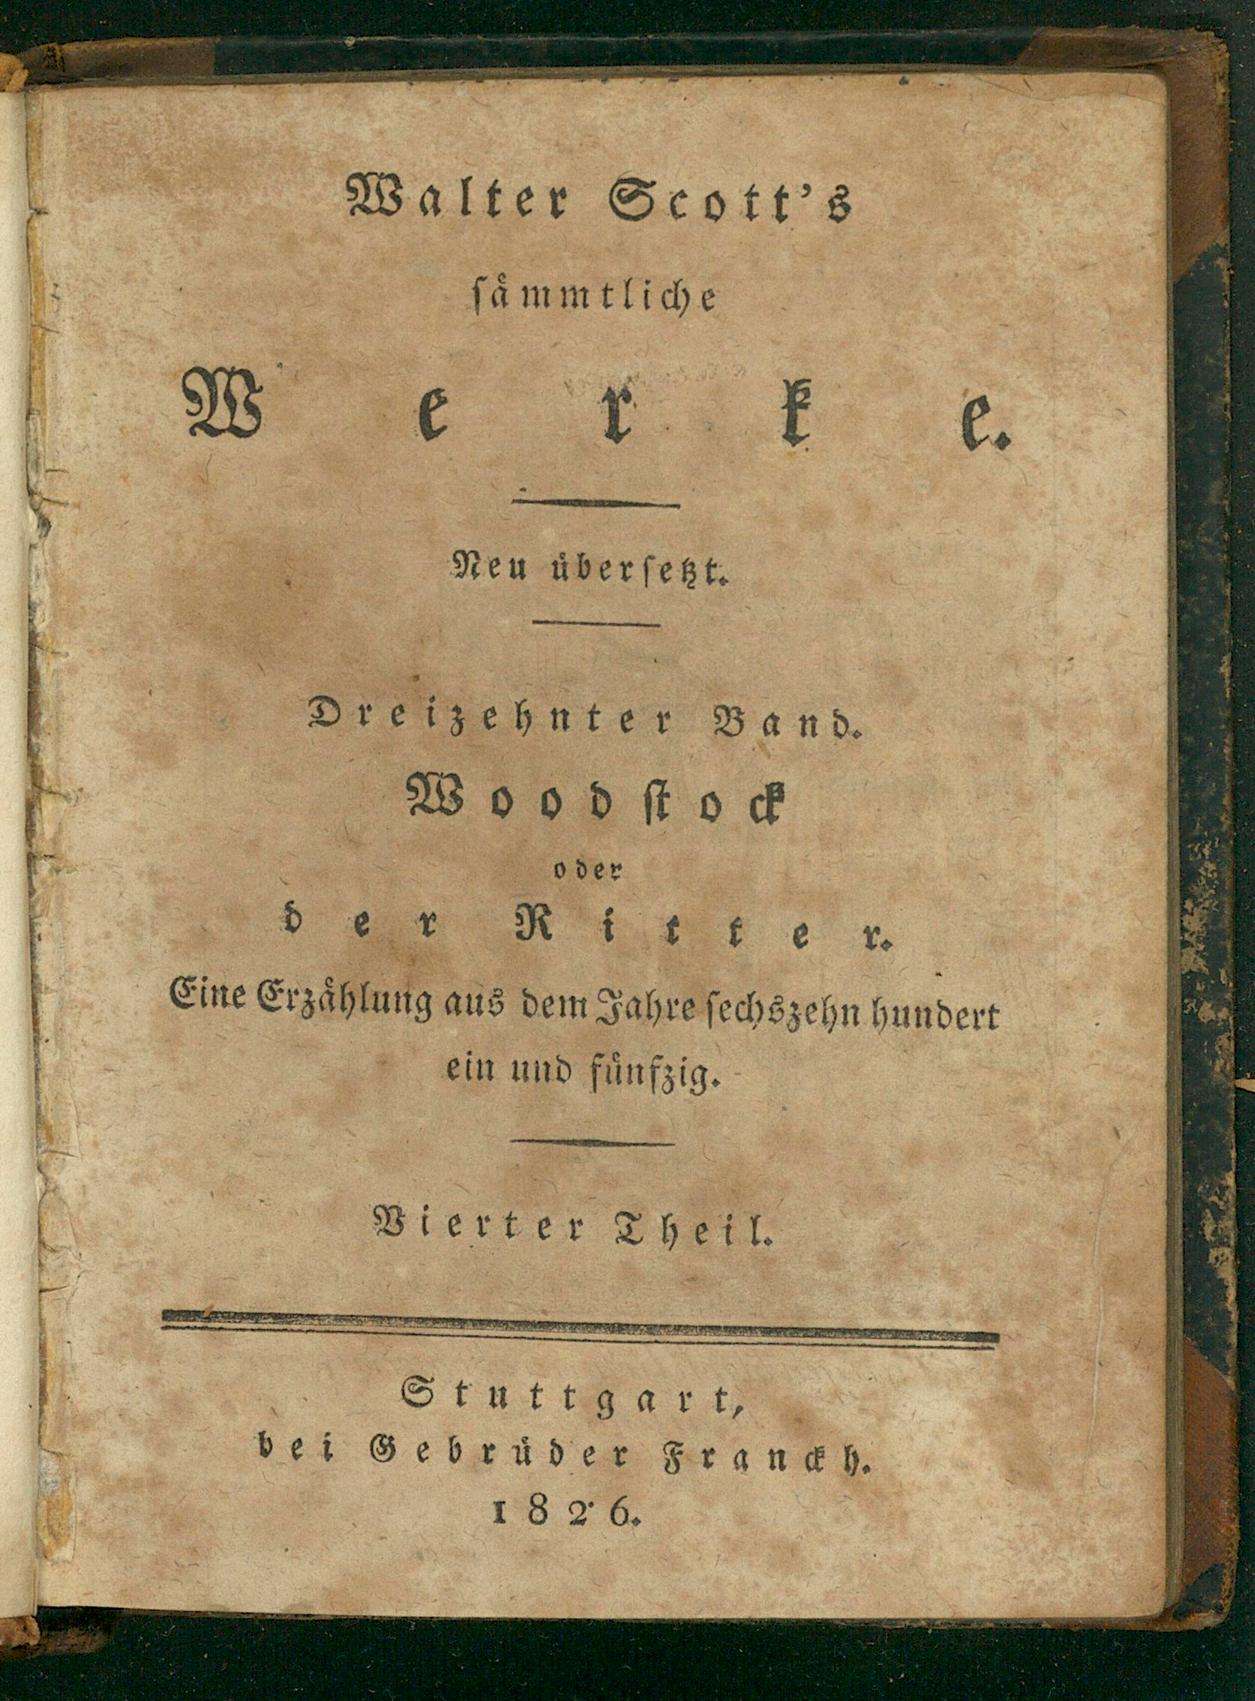 Walter Scott's
ſämmtliche
Werke.
Neu überſetzt.
Dreizehnter Band.
Woodſtock
oder
der Ritter.
Eine Erzählung aus dem Jahre ſechszehn hundert
ein und fünfzig.
Vierter Theil.
Stuttgart,
bei Gebrüder Franckh.
1826.